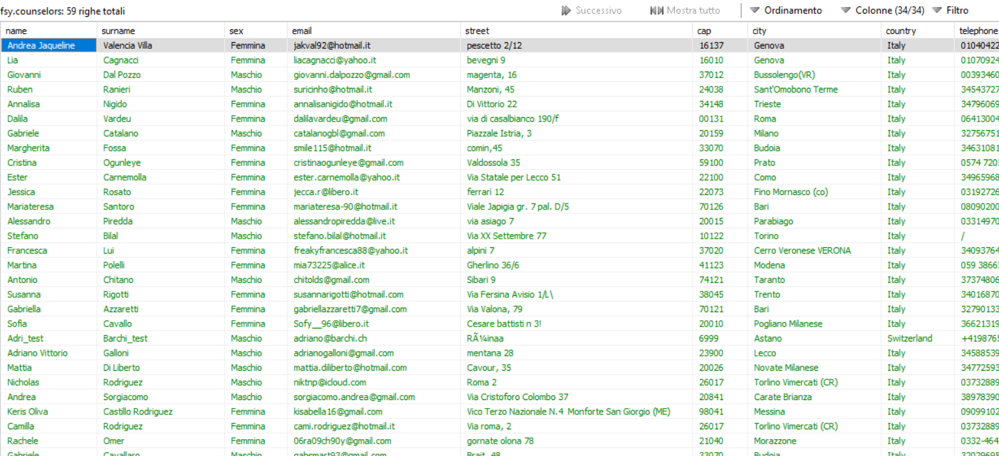 fsy.counselors: 59 righe totali Successivo Mostra tutto Ordinamento Colonne (34/34) Filtro
name surname sex email street cap city country telephone
Andrea Jaqueline Valencia Villa Femmina jakval92@hotmail.it pescetto 2/12 16137 Genova Italy 01040422
Lia Cagnacci Femmina liacagnacci@yahoo.it bevegni 9 16010 Genova Italy 01070924
Giovanni Dal Pozzo Maschio giovanni.dalpozzo@gmail.com magenta, 16 37012 Bussolengo(VR) Italy 00393460
Ruben Ranieri Maschio suricinho@hotmail.it Manzoni, 45 24038 Sant'Omobono Terme Italy 34543727
Annalisa Nigido Femmina annalisanigido@hotmail.it Di Vittorio 22 34148 Trieste Italy 34796069
Dalila Vardeu Femmina dalilavardeu@gmail.com via di casalbianco 190/f 00131 Roma Italy 06413004
Gabriele Catalano Maschio catalanogbl@gmail.com Piazzale Istria, 3 20159 Milano Italy 32756751
Margherita Fossa Femmina smile115@hotmail.it comin,45 33070 Budoia Italy 34631081
Cristina Ogunleye Femmina cristinaogunleye@gmail.com Valdossola 35 59100 Prato Italy 0574 720
Ester Carnemolla Femmina ester.carnemolla@yahoo.it Via Statale per Lecco 51 22100 Como Italy 34965968
Jessica Rosato Femmina jecca.r@libero.it ferrari 12 22073 Fino Mornasco (co) Italy 03192726
Mariateresa Santoro Femmina mariateresa-90@hotmail.it Viale Japigia gr. 7 pal. D/5 70126 Bari Italy 08090200
Alessandro Piredda Maschio alessandropiredda@live.it via asiago 7 20015 Parabiago Italy 03314970
Stefano Bilal Maschio stefano.bilal@hotmail.it Via XX Settembre 77 10122 Torino Italy /
Francesca Lui Femmina freakyfrancesca88@yahoo.it alpini 7 37020 Cerro Veronese VERONA Italy 34093764
Martina Polelli Femmina mia73225@alice.it Gherlino 36/6 41123 Modena Italy 059 3866
Antonio Chitano Maschio chitolds@gmail.com Sibari 9 74121 Taranto Italy 37374806
Susanna Rigotti Femmina susannarigotti@hotmail.com Via Fersina Avisio 1/L\ 38045 Trento Italy 34016870
Gabriella Azzaretti Femmina gabriellazzaretti7@gmail.com Via Valona, 79 70121 Bari Italy 32790133
Sofia Cavallo Femmina Sofy__96@libero.it Cesare battisti n 3! 20010 Pogliano Milanese Italy 36621319
Adri_test Barchi_test Maschio adriano@barchi.ch RÃ¼inaa 6999 Astano Switzerland +4198765
Adriano Vittorio Galloni Maschio adrianogalloni@gmail.com mentana 28 23900 Lecco Italy 34588539
Mattia Di Liberto Maschio mattia.diliberto@hotmail.com Cavour, 35 20026 Novate Milanese Italy 34772593
Nicholas Rodriguez Maschio niktnp@icloud.com Roma 2 26017 Torlino Vimercati (CR) Italy 03732889
Andrea Sorgiacomo Maschio sorgiacomo.andrea@gmail.com Via Cristoforo Colombo 37 20841 Carate Brianza Italy 38978390
Keris Oliva Castillo Rodriguez Femmina kisabella16@gmail.com Vico Terzo Nazionale N.4 Monforte San Giorgio (ME) 98041 Messina Italy 09099102
Camilla Rodriguez Femmina cami.rodriguez@hotmail.it Via roma, 2 26017 Torlino Vimercati (CR) Italy 03732889
Rachele Omer Femmina 06ra09ch90y@gmail.com gornate olona 78 21040 Morazzone Italy 0332-464
Gabriele Cavallaro Maschio gabsmart93@gmail.com 48 33070 Budoia Italy